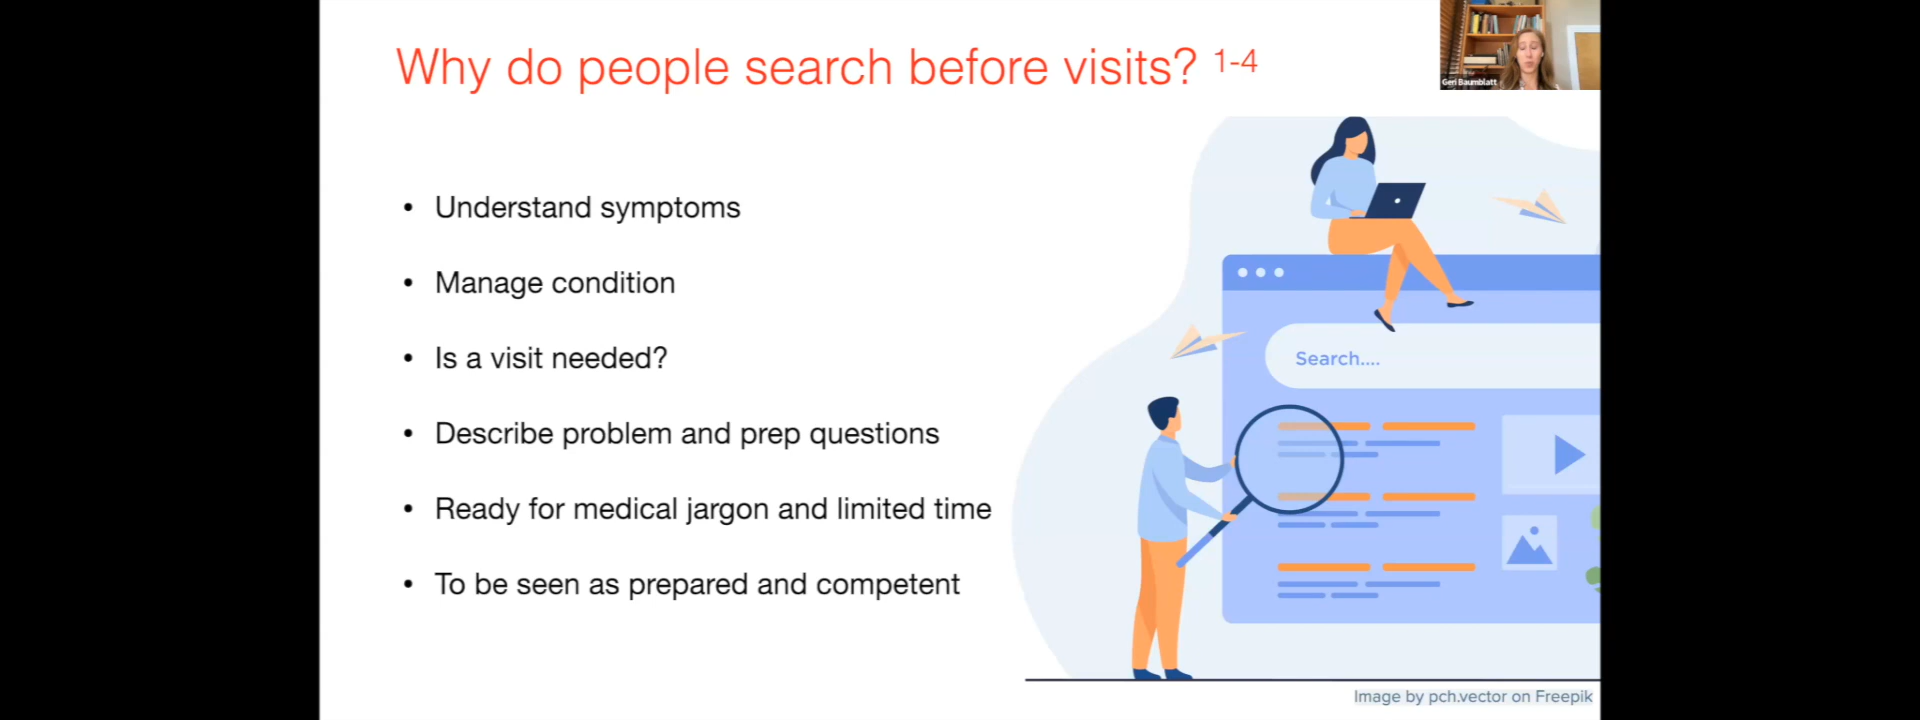 Why do people search before visits? 1-4
Geri Baumblatt
• Understand symptoms
• Manage condition
• Is a visit needed?
• Describe problem and prep questions
• Ready for medical jargon and limited time
• To be seen as prepared and competent
Search....
Image by pch.vector on Freepik